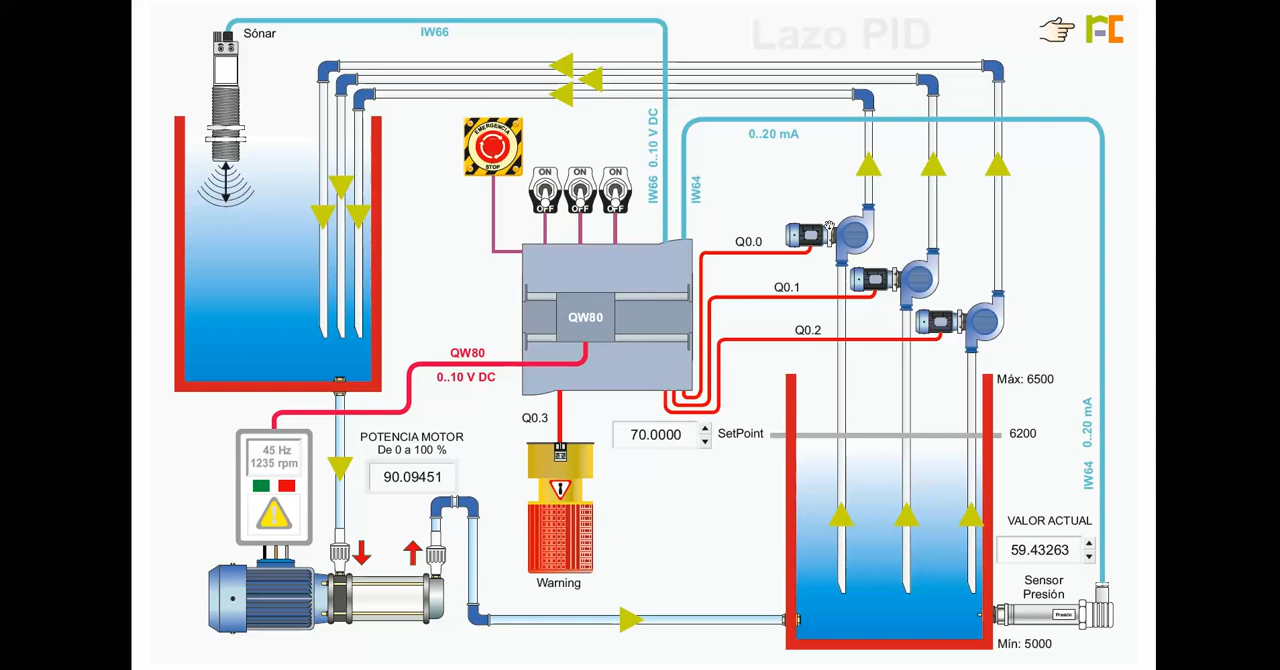 Lazo PID
Sónar
IW66
IW66 0..10 V DC
0..20 mA
IW64
EMERGENCIA
STOP
ON
ON
ON
OFF
OFF
OFF
Q0.0
Q0.1
Q0.2
QW80
QW80
0..10 V DC
Q0.3
Máx: 6500
70.0000
SetPoint
6200
IW64 0..20 mA
45 Hz
1235 rpm
POTENCIA MOTOR
De 0 a 100 %
90.09451
VALOR ACTUAL
59.43263
Warning
Sensor
Presión
Presión
Mín: 5000